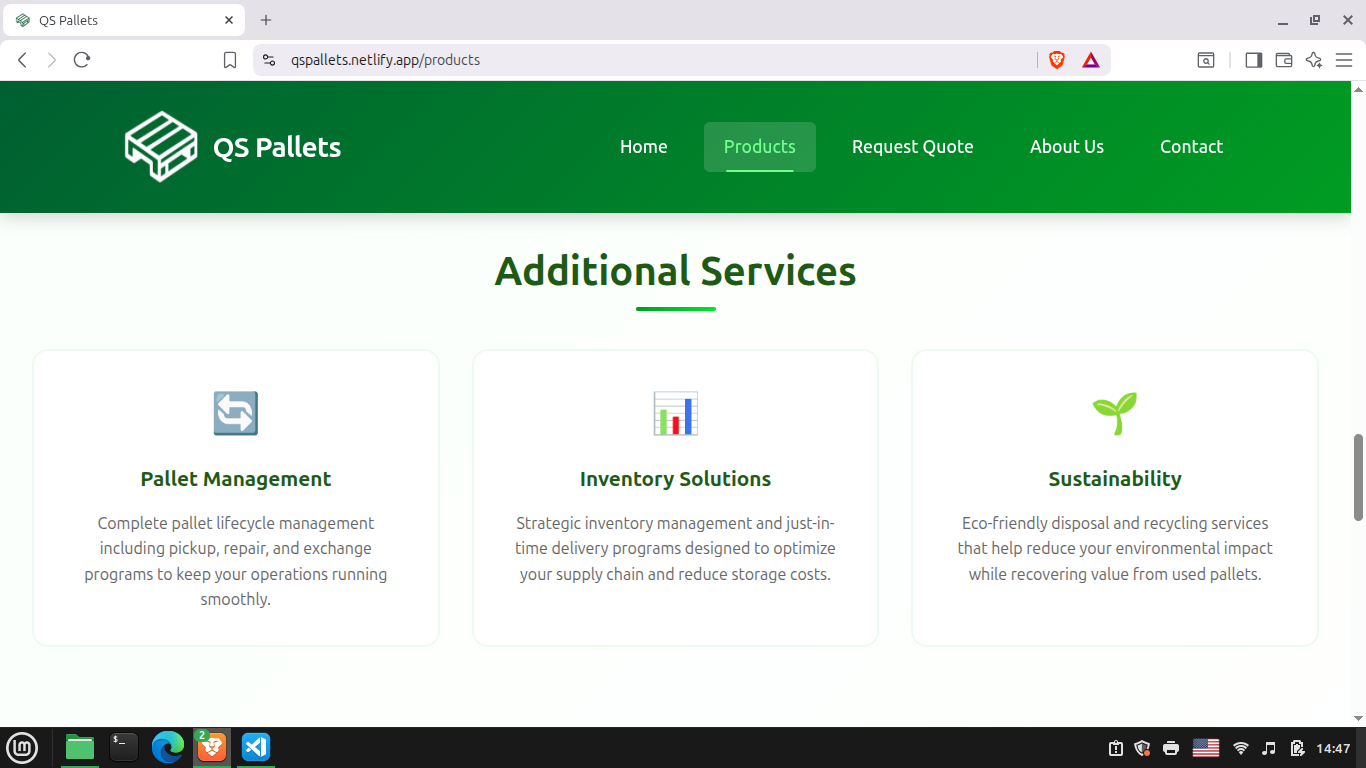 QS Pallets
qspallets.netlify.app/products
QS Pallets
Home
Products
Request Quote
About Us
Contact
Additional Services
Pallet Management
Complete pallet lifecycle management
including pickup, repair, and exchange
programs to keep your operations running
smoothly.
Inventory Solutions
Strategic inventory management and just-in-
time delivery programs designed to optimize
your supply chain and reduce storage costs.
Sustainability
Eco-friendly disposal and recycling services
that help reduce your environmental impact
while recovering value from used pallets.
$_
2
14:47